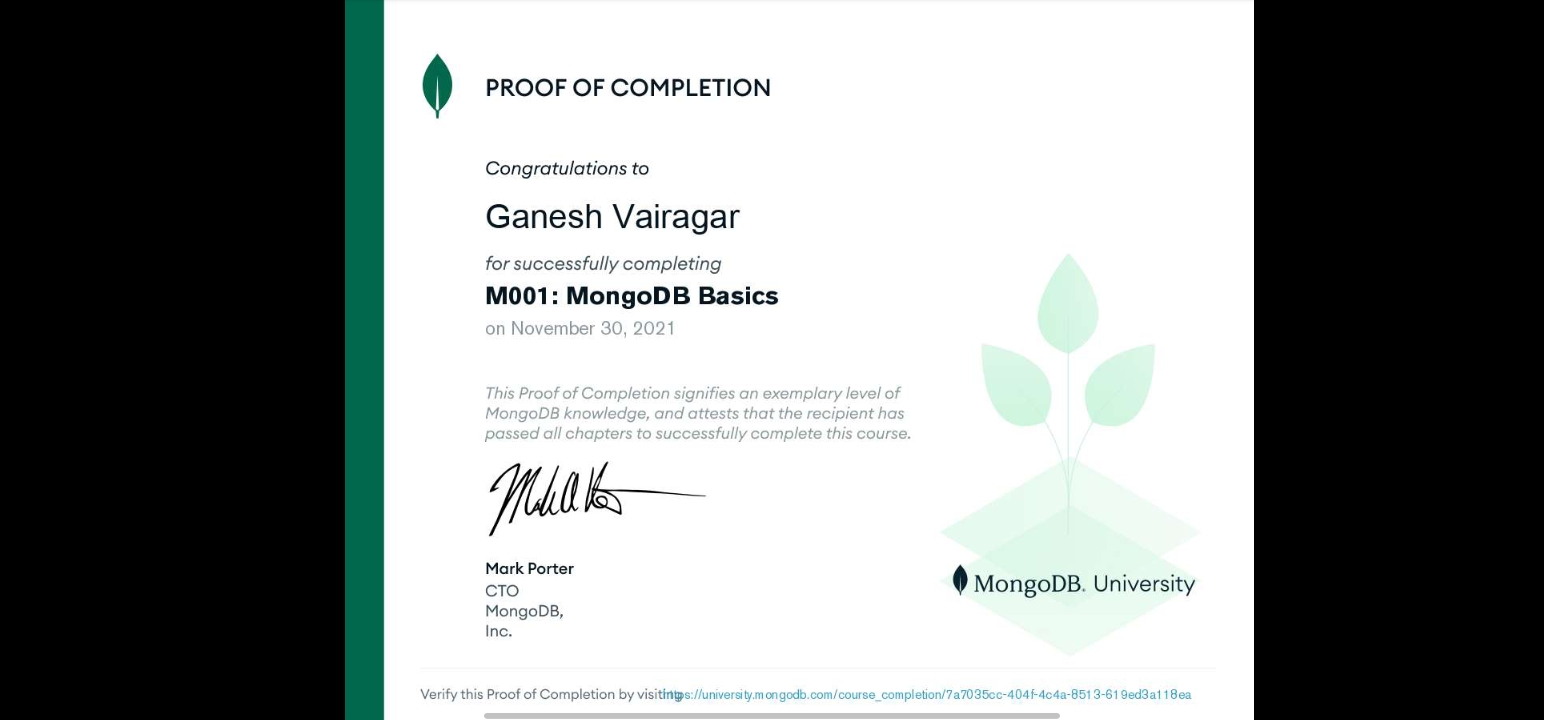 PROOF OF COMPLETION
Congratulations to
Ganesh Vairagar
for successfully completing
M001: MongoDB Basics
on November 30, 2021
This Proof of Completion signifies an exemplary level of
MongoDB knowledge, and attests that the recipient has
passed all chapters to successfully complete this course.
Mark Porter
CTO
MongoDB,
Inc.
MongoDB. University
Verify this Proof of Completion by visiting https://university.mongodb.com/course_completion/7a7035cc-404f-4c4a-8513-619ed3a118ea